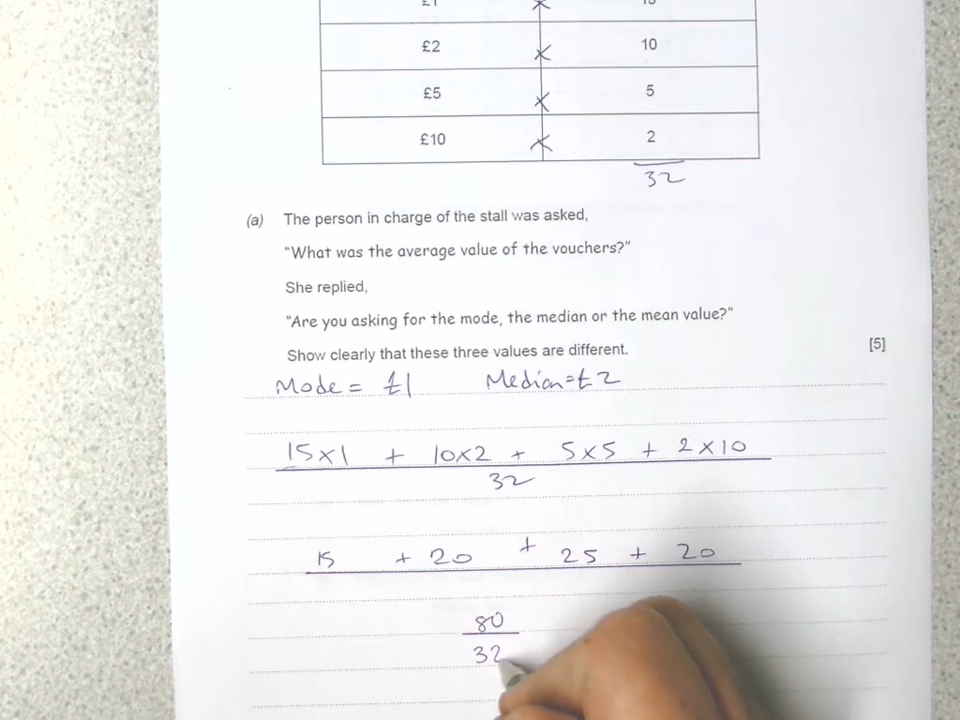 £1 15
£2 10
£5 5
£10 2
32
(a) The person in charge of the stall was asked,
"What was the average value of the vouchers?"
She replied,
"Are you asking for the mode, the median or the mean value?"
Show clearly that these three values are different. [5]
Mode = £1 Median = £2
15×1 + 10×2 + 5×5 + 2×10
32
15 + 20 + 25 + 20
80
32